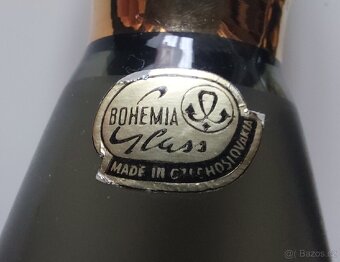 BOHEMIA
Glass
MADE IN CZECHOSLOVAKIA
© Bazos.cz